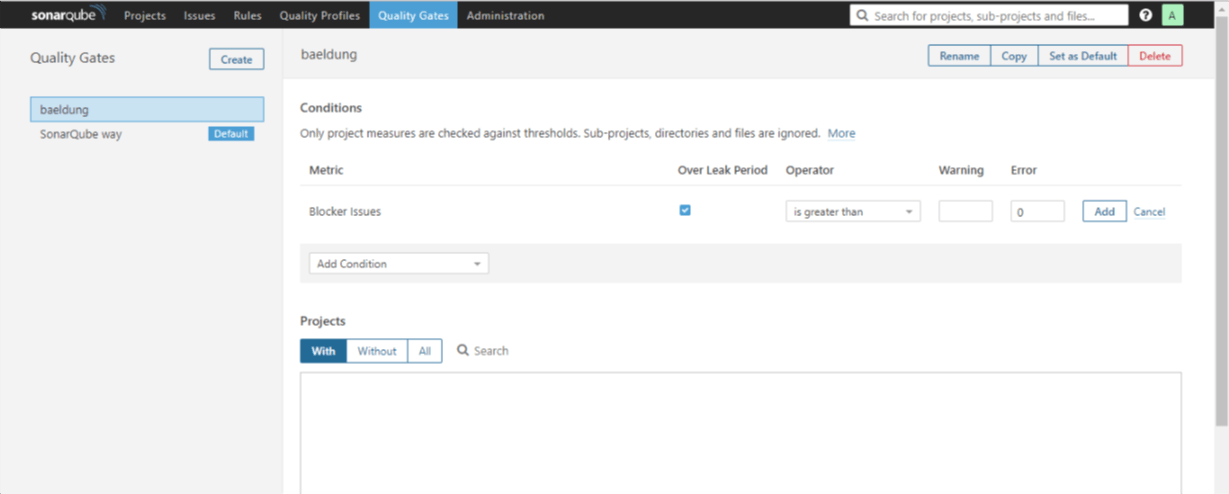 sonarqube Projects Issues Rules Quality Profiles Quality Gates Administration Search for projects, sub-projects and files... ? A
Quality Gates Create
baeldung
SonarQube way Default
baeldung Rename Copy Set as Default Delete
Conditions
Only project measures are checked against thresholds. Sub-projects, directories and files are ignored. More
Metric Over Leak Period Operator Warning Error
Blocker Issues is greater than 0 Add Cancel
Add Condition
Projects
With Without All Search